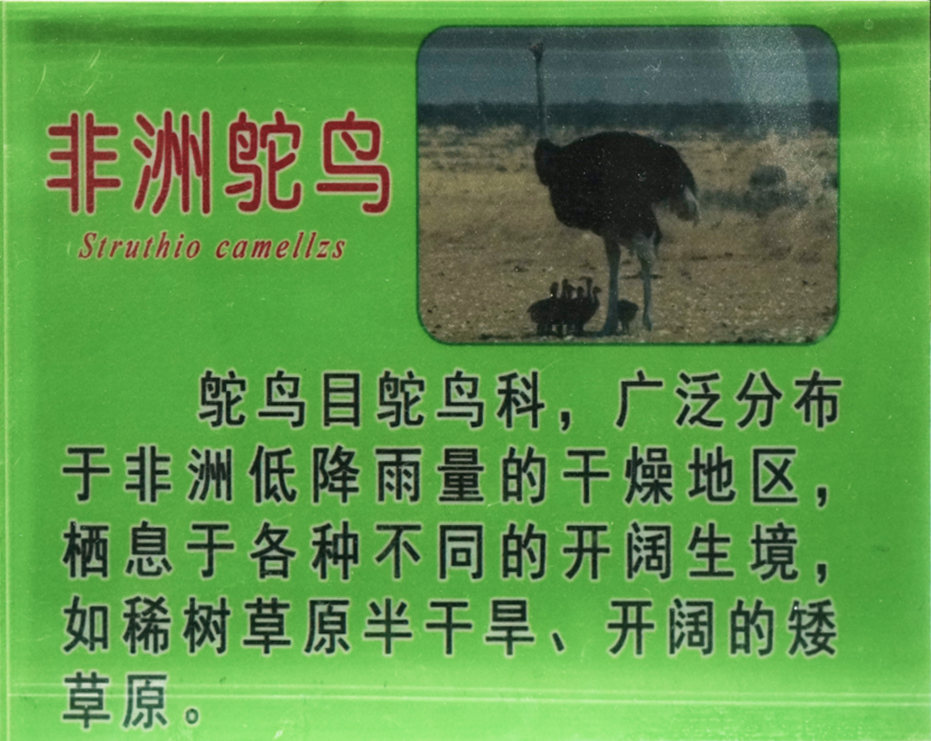 非洲鸵鸟
Struthio camellzs
鸵鸟目鸵鸟科，广泛分布
于非洲低降雨量的干燥地区，
栖息于各种不同的开阔生境，
如稀树草原半干旱、开阔的矮
草原。